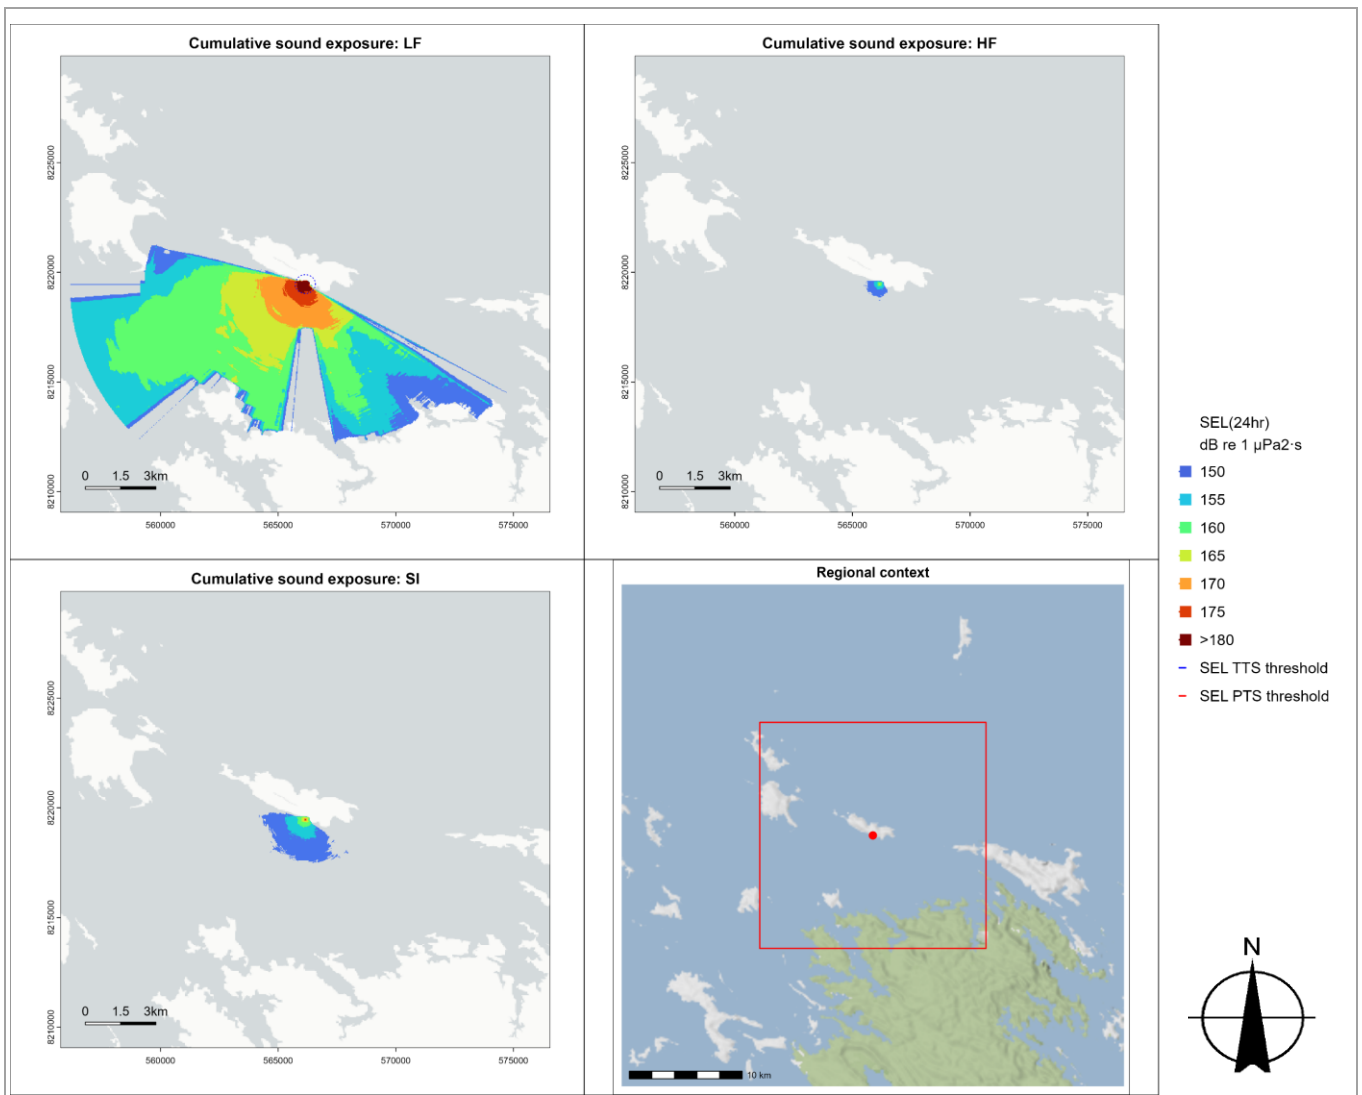 Cumulative sound exposure: LF
8225000
8220000
8215000
8210000
0 1.5 3km
560000 565000 570000 575000
Cumulative sound exposure: HF
8225000
8220000
8215000
8210000
0 1.5 3km
560000 565000 570000 575000
Cumulative sound exposure: SI
8225000
8220000
8215000
8210000
0 1.5 3km
560000 565000 570000 575000
Regional context
10 km
SEL(24hr)
dB re 1 μPa2·s
150
155
160
165
170
175
>180
SEL TTS threshold
SEL PTS threshold
N